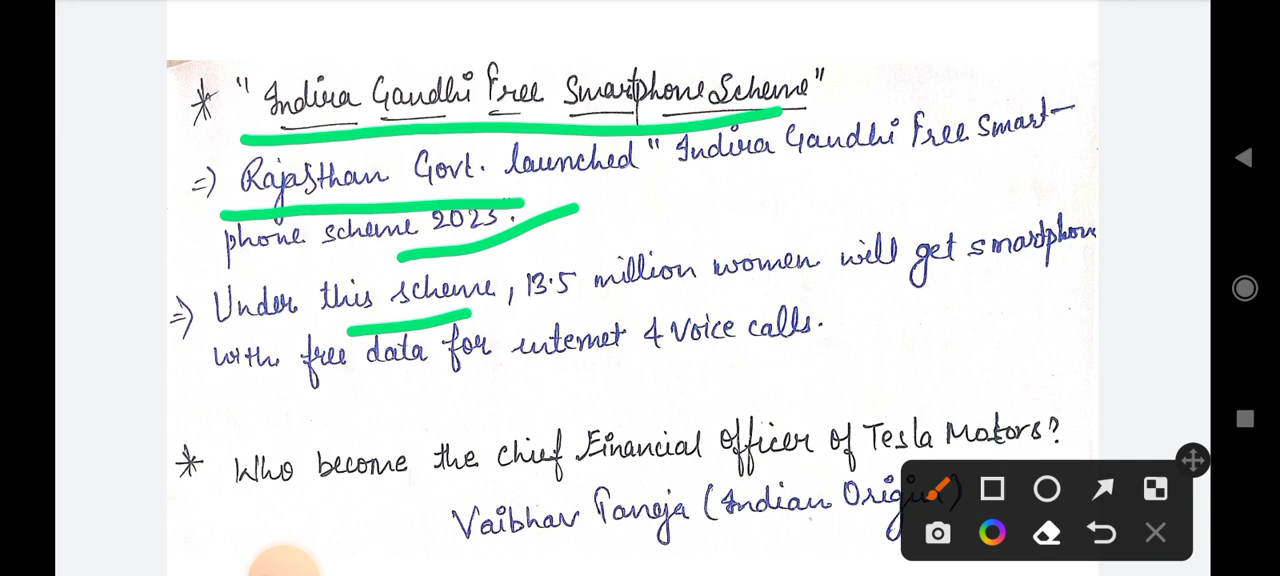 * "Indira Gandhi Free Smartphone Scheme"
=) Rajasthan Govt. launched "Indira Gandhi Free Smart-
phone scheme 2023".
=) Under this scheme, 13.5 million women will get smartphon
with free data for internet & voice calls.
* Who become the chief Financial Officer of Tesla Motors?
Vaibhav Taneja (Indian Origin)